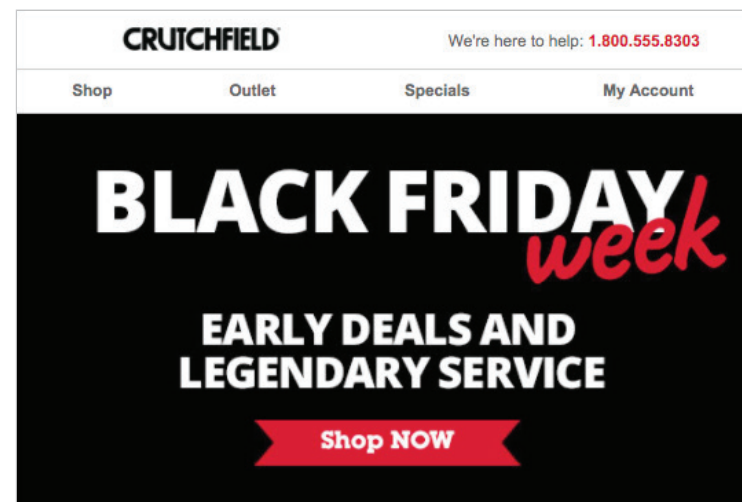 CRUTCHFIELD
We're here to help: 1.800.555.8303
Shop Outlet Specials My Account
BLACK FRIDAY
week
EARLY DEALS AND
LEGENDARY SERVICE
Shop NOW